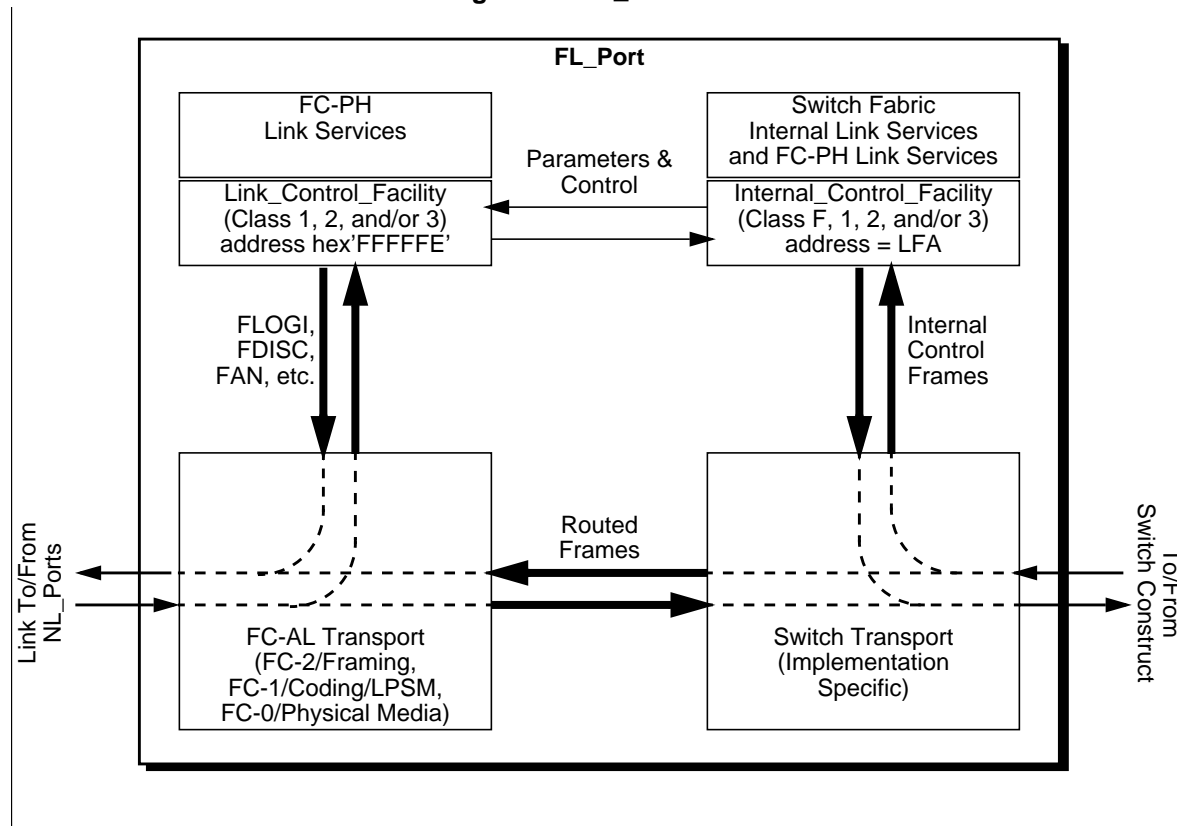 FL_Port
FC-PH
Link Services
Switch Fabric
Internal Link Services
and FC-PH Link Services
Parameters &
Control
Link_Control_Facility
(Class 1, 2, and/or 3)
address hex'FFFFFE'
Internal_Control_Facility
(Class F, 1, 2, and/or 3)
address = LFA
FLOGI,
FDISC,
FAN, etc.
Internal
Control
Frames
Link To/From
NL_Ports
Routed
Frames
To/From
Switch Construct
FC-AL Transport
(FC-2/Framing,
FC-1/Coding/LPSM,
FC-0/Physical Media)
Switch Transport
(Implementation
Specific)